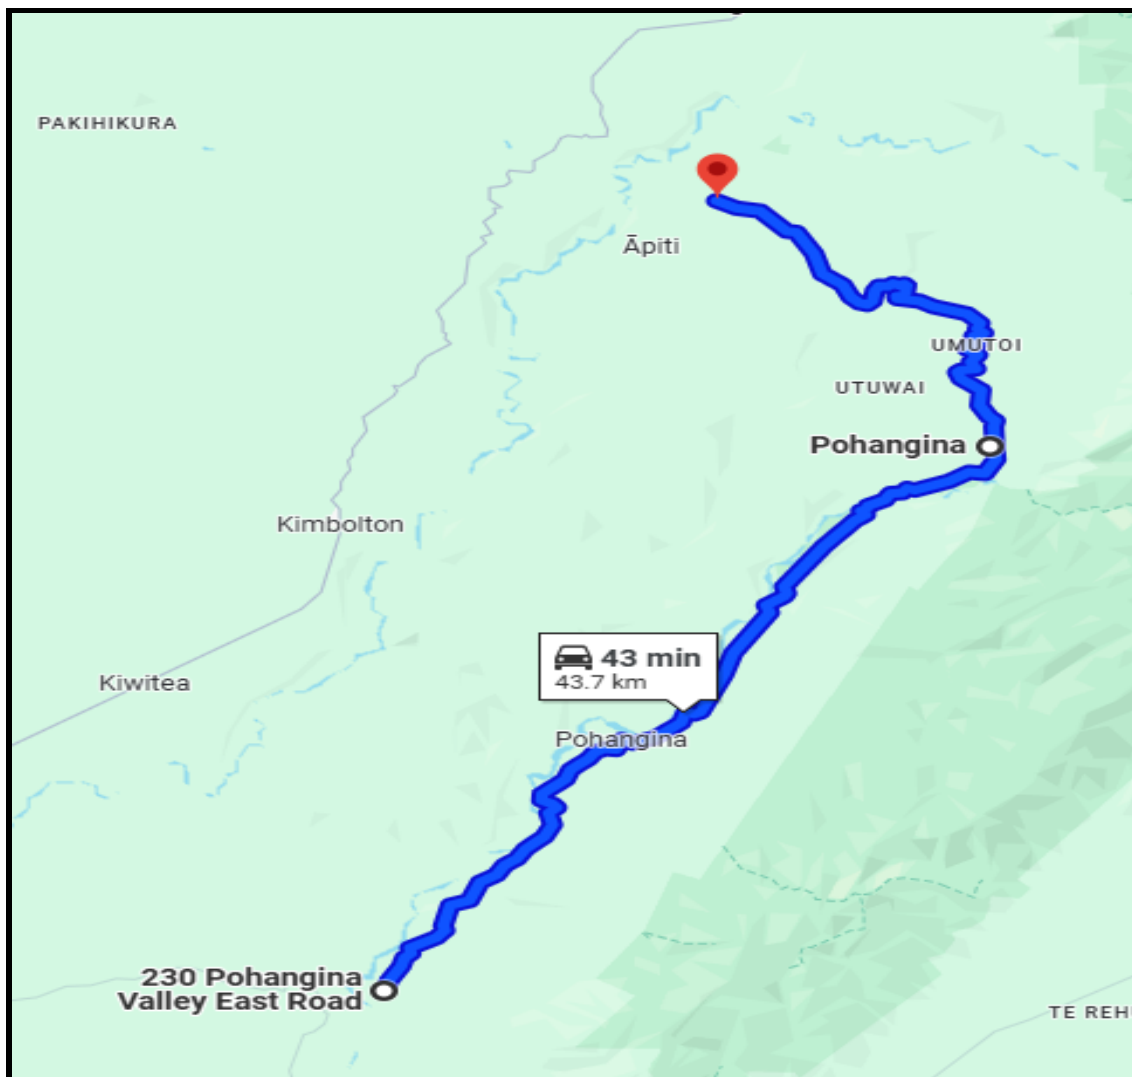 PAKIHIKURA
Āpiti
UMUTOI
UTUWAI
Pohangina
Kimbolton
43 min
43.7 km
Kiwitea
Pohangina
230 Pohangina
Valley East Road
TE REHU